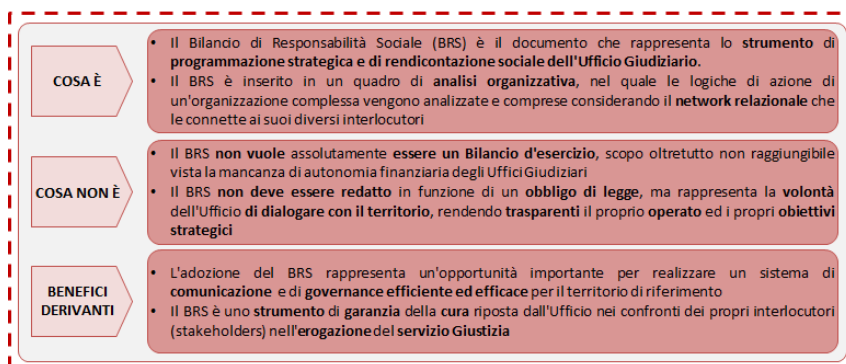 COSA È
• Il Bilancio di Responsabilità Sociale (BRS) è il documento che rappresenta lo strumento di
programmazione strategica e di rendicontazione sociale dell'Ufficio Giudiziario.
• Il BRS è inserito in un quadro di analisi organizzativa, nel quale le logiche di azione di
un'organizzazione complessa vengono analizzate e comprese considerando il network relazionale che
le connette ai suoi diversi interlocutori
COSA NON È
• Il BRS non vuole assolutamente essere un Bilancio d'esercizio, scopo oltretutto non raggiungibile
vista la mancanza di autonomia finanziaria degli Uffici Giudiziari
• Il BRS non deve essere redatto in funzione di un obbligo di legge, ma rappresenta la volontà
dell'Ufficio di dialogare con il territorio, rendendo trasparenti il proprio operato ed i propri obiettivi
strategici
BENEFICI
DERIVANTI
• L'adozione del BRS rappresenta un'opportunità importante per realizzare un sistema di
comunicazione e di governance efficiente ed efficace per il territorio di riferimento
• Il BRS è uno strumento di garanzia della cura riposta dall'Ufficio nei confronti dei propri interlocutori
(stakeholders) nell'erogazione del servizio Giustizia